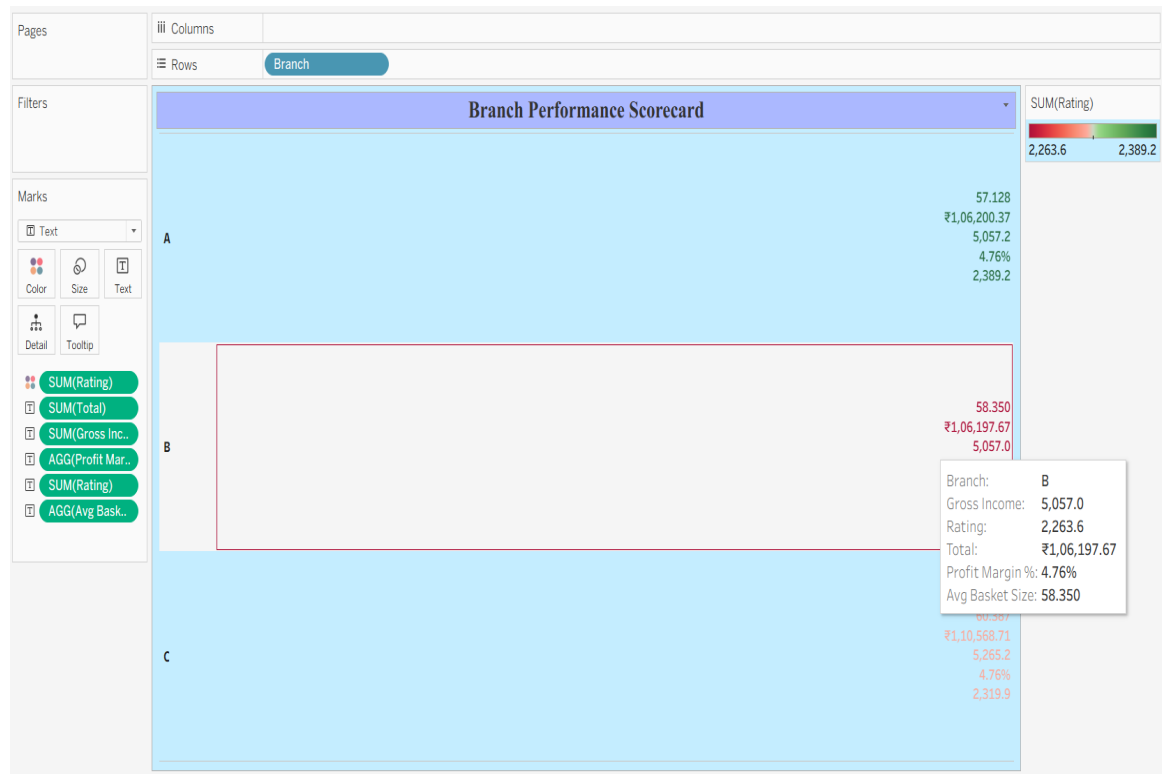 Pages
Columns
Rows
Branch
Filters
Marks
Text
Color
Size
Text
Detail
Tooltip
SUM(Rating)
SUM(Total)
SUM(Gross Inc..
AGG(Profit Mar..
SUM(Rating)
AGG(Avg Bask..
Branch Performance Scorecard
A
57.128
₹1,06,200.37
5,057.2
4.76%
2,389.2
B
58.350
₹1,06,197.67
5,057.0
Branch: B
Gross Income: 5,057.0
Rating: 2,263.6
Total: ₹1,06,197.67
Profit Margin %: 4.76%
Avg Basket Size: 58.350
C
₹1,10,568.71
5,265.2
4.76%
2,319.9
SUM(Rating)
2,263.6 2,389.2